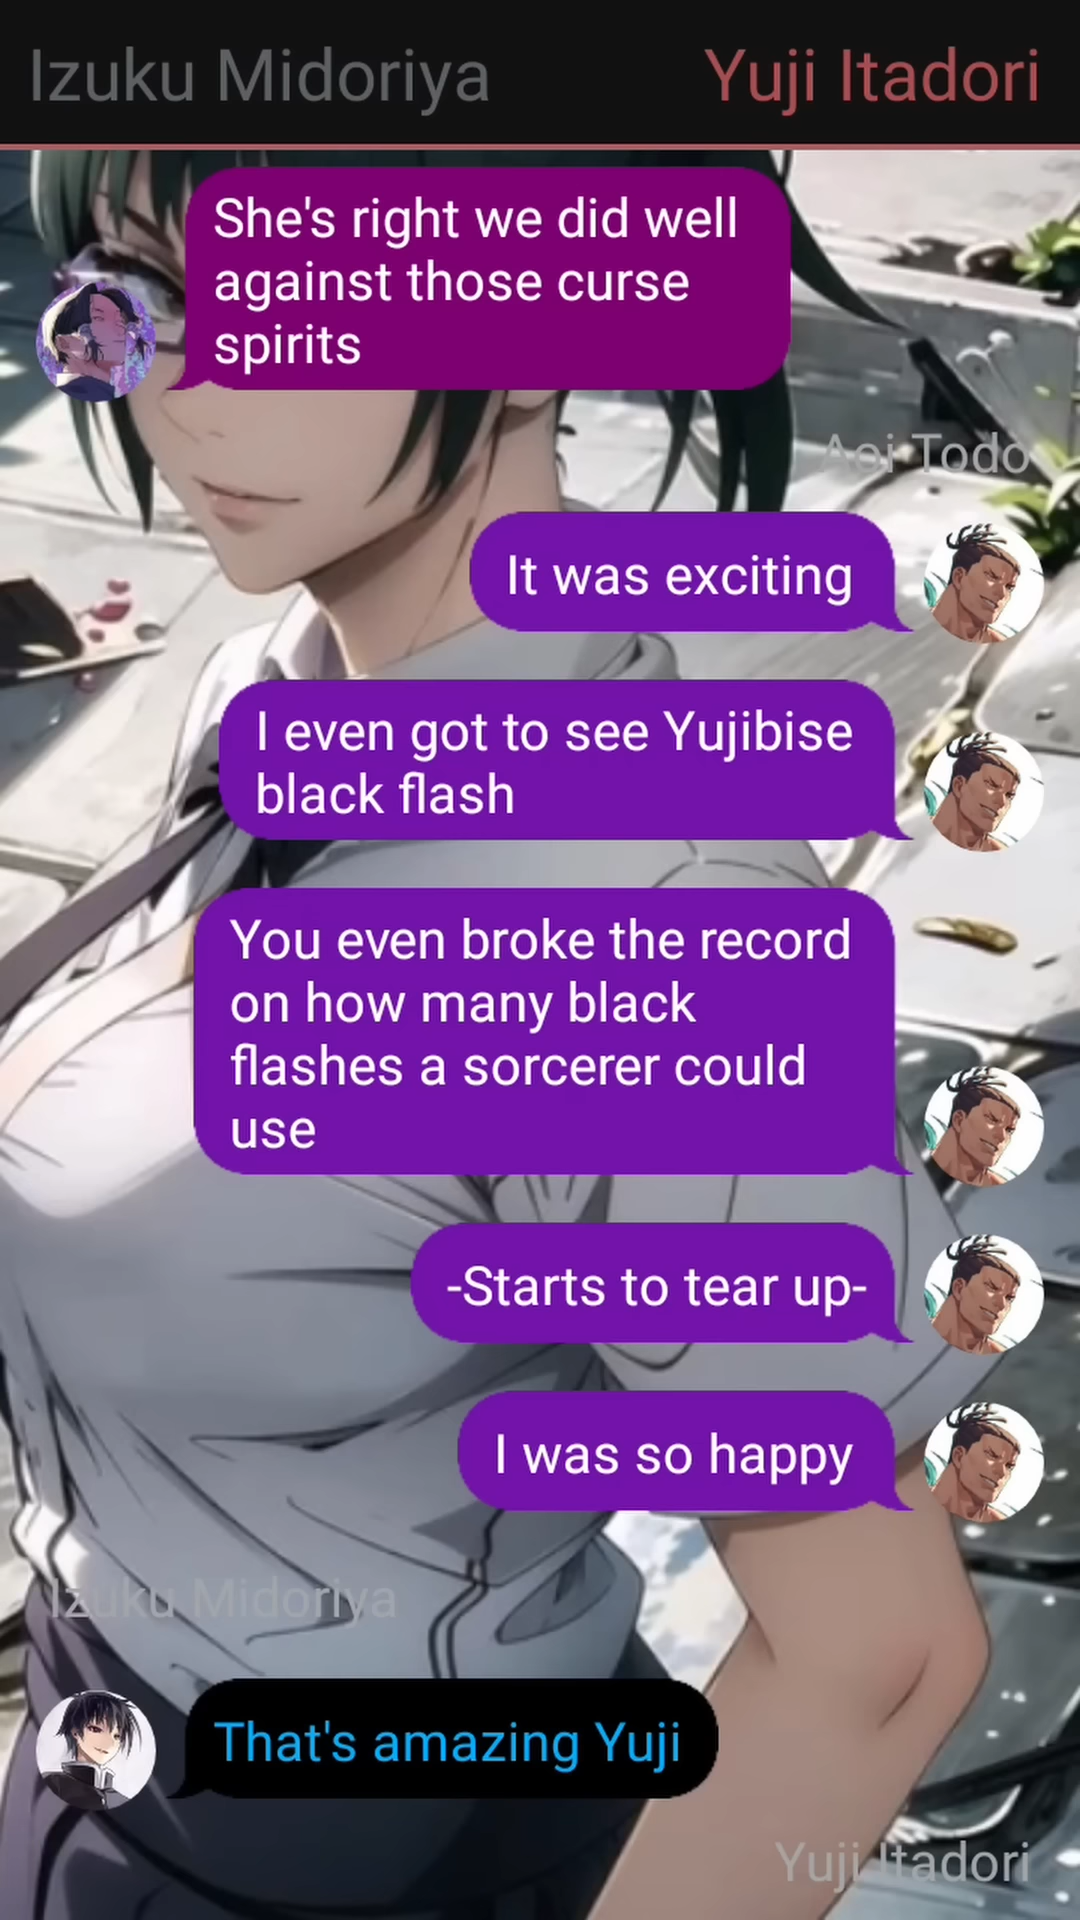 Izuku Midoriya
Yuji Itadori
She's right we did well
against those curse
spirits
Aoi Todo
It was exciting
I even got to see Yujibise
black flash
You even broke the record
on how many black
flashes a sorcerer could
use
-Starts to tear up-
I was so happy
Izuku Midoriya
That's amazing Yuji
Yuji Itadori